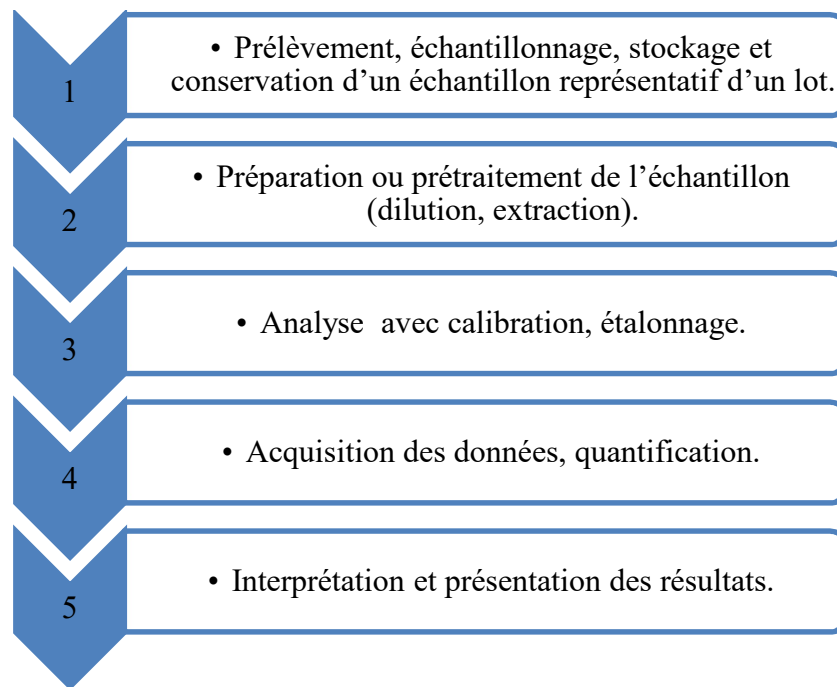 1
• Prélèvement, échantillonnage, stockage et
conservation d’un échantillon représentatif d’un lot.
2
• Préparation ou prétraitement de l’échantillon
(dilution, extraction).
3
• Analyse  avec calibration, étalonnage.
4
• Acquisition des données, quantification.
5
• Interprétation et présentation des résultats.